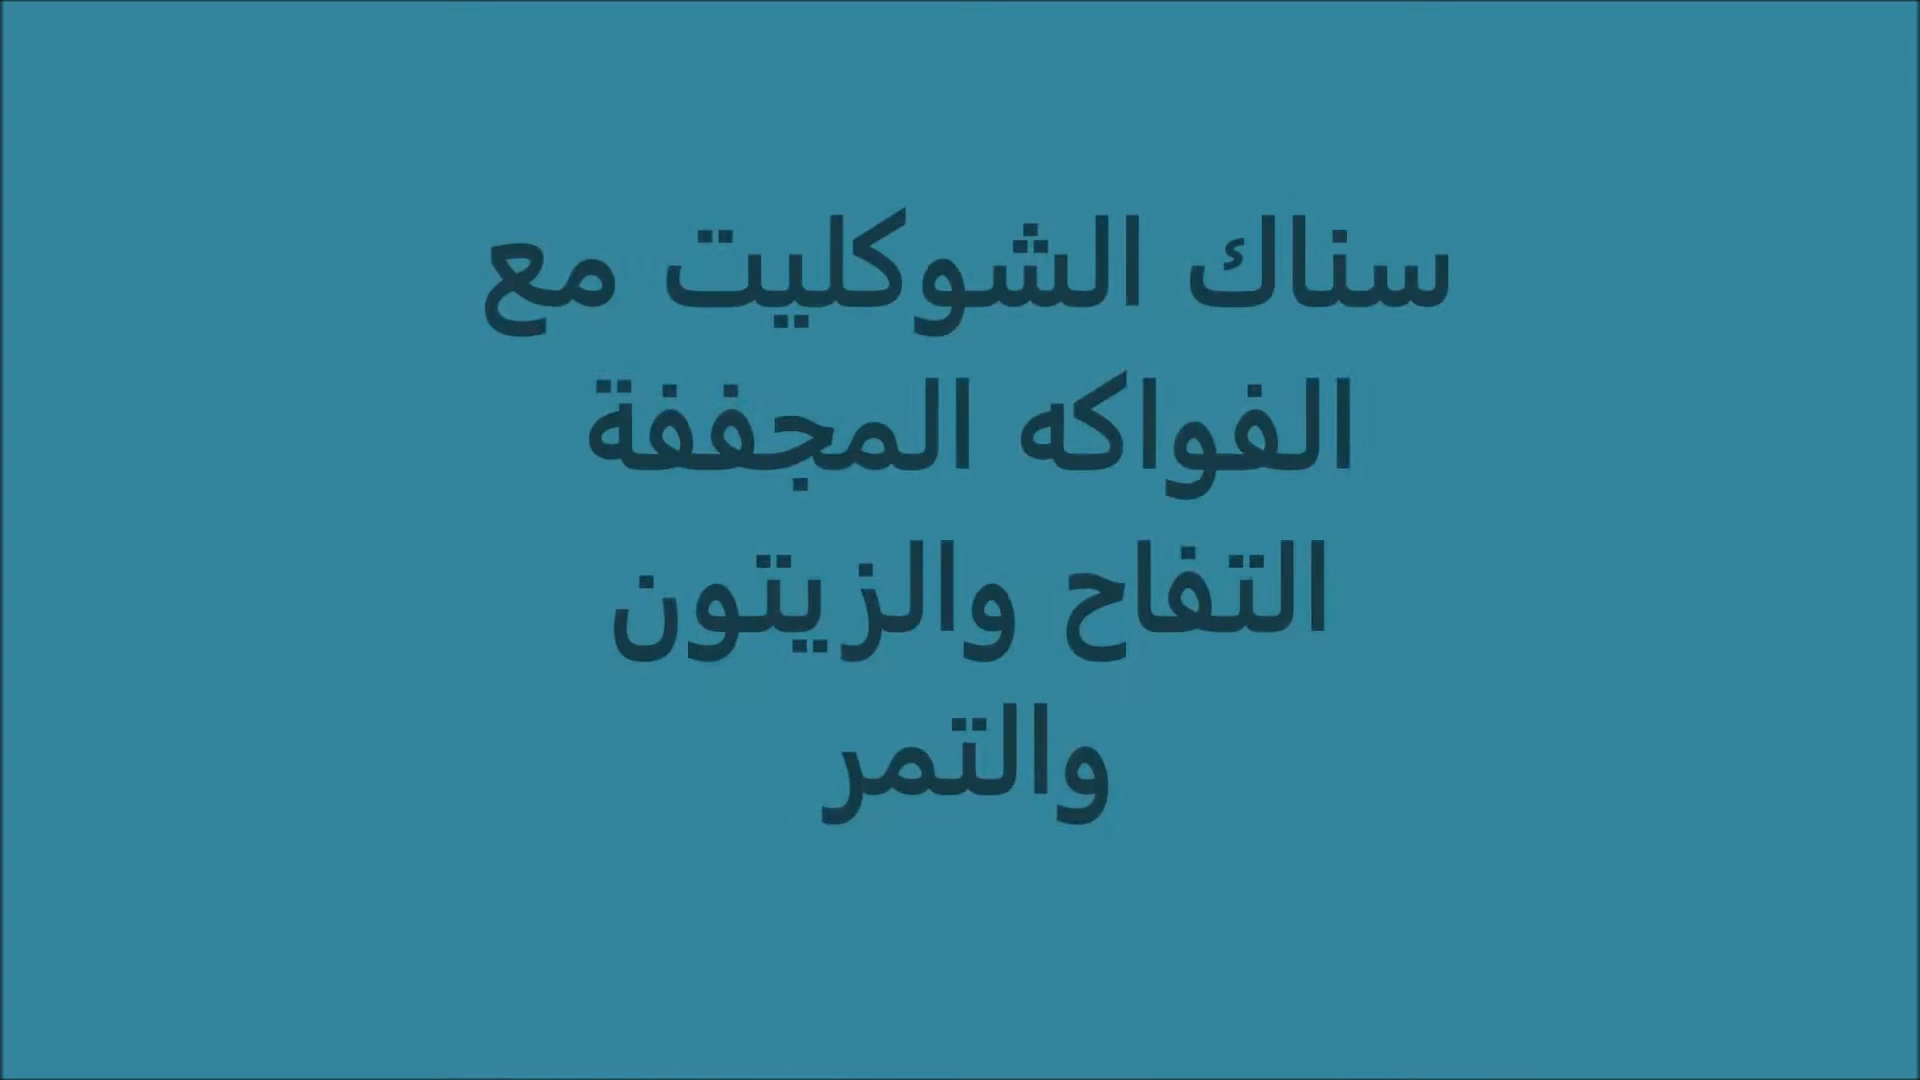 سناك الشوكليت مع
الفواكه المجففة
التفاح والزيتون
والتمر